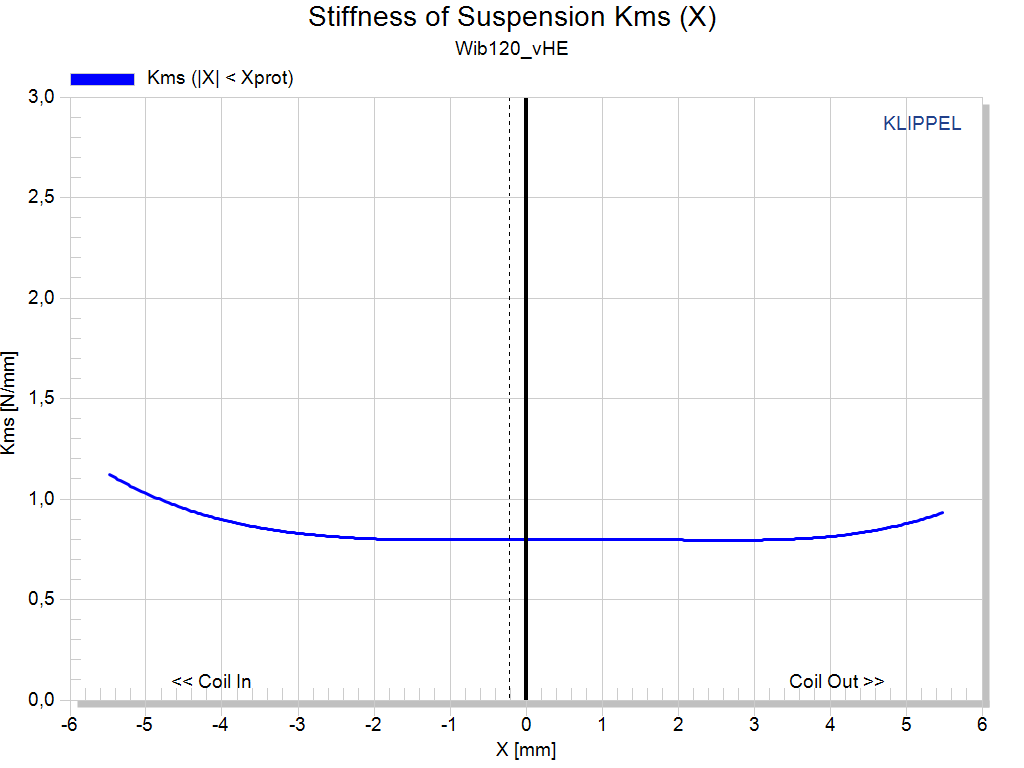 Stiffness of Suspension Kms (X)
Wib120_vHE
Kms (|X| < Xprot)
KLIPPEL
3,0
2,5
2,0
1,5
1,0
0,5
0,0
Kms [N/mm]
<< Coil In
Coil Out >>
-6 -5 -4 -3 -2 -1 0 1 2 3 4 5 6
X [mm]